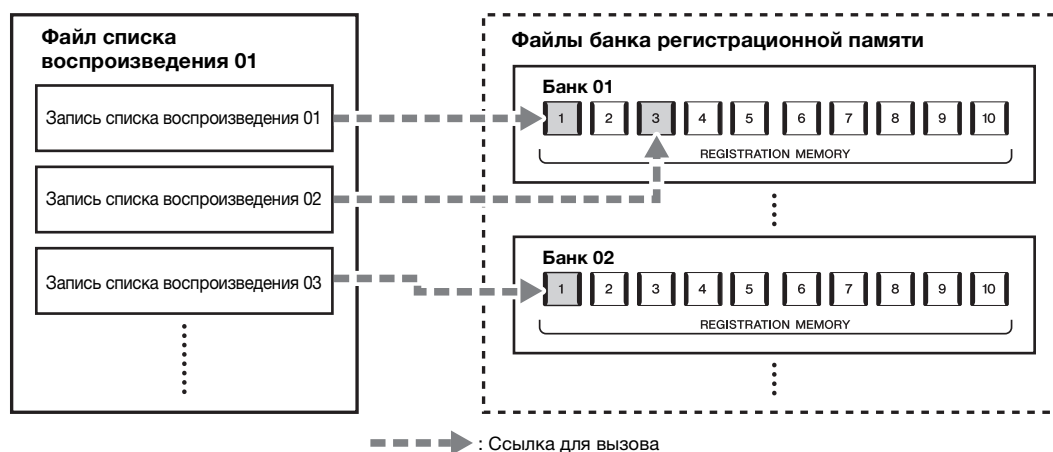 Файл списка
воспроизведения 01
Запись списка воспроизведения 01
Запись списка воспроизведения 02
Запись списка воспроизведения 03
Файлы банка регистрационной памяти
Банк 01
1 2 3 4 5 6 7 8 9 10
REGISTRATION MEMORY
Банк 02
1 2 3 4 5 6 7 8 9 10
REGISTRATION MEMORY
: Ссылка для вызова